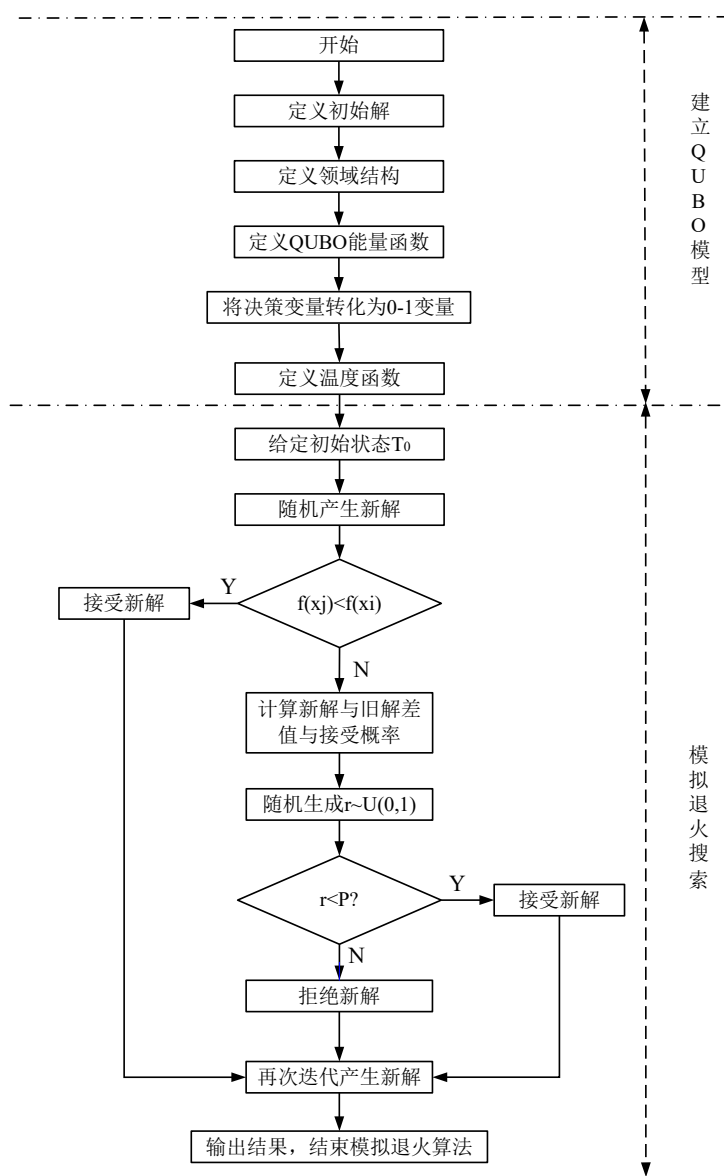 开始
定义初始解
定义领域结构
定义QUBO能量函数
将决策变量转化为0-1变量
定义温度函数
建
立
Q
U
B
O
模
型
给定初始状态T₀
随机产生新解
f(xj)<f(xi)
Y
接受新解
N
计算新解与旧解差
值与接受概率
随机生成r~U(0,1)
r<P?
Y
接受新解
N
拒绝新解
再次迭代产生新解
输出结果，结束模拟退火算法
模
拟
退
火
搜
索